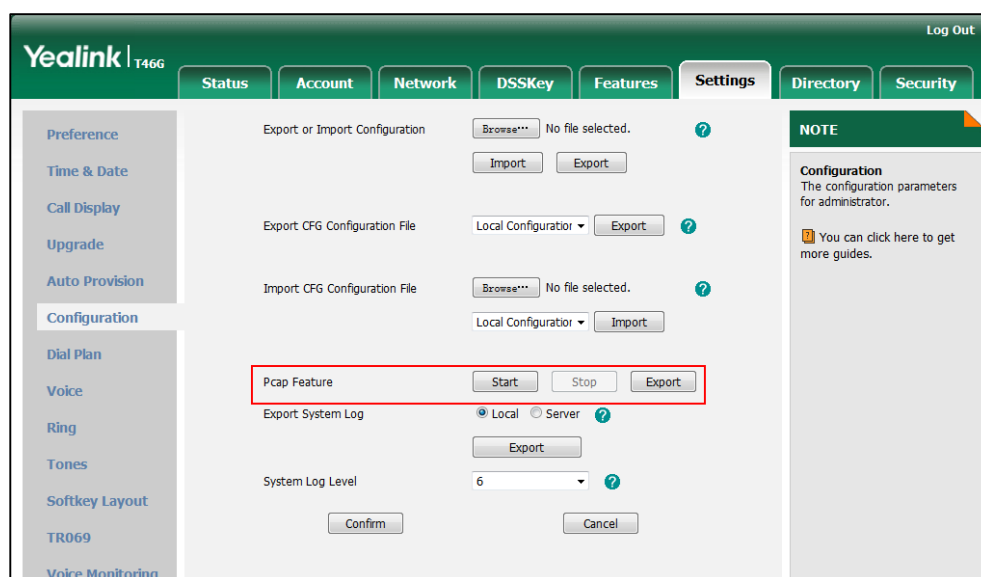 Log Out
Yealink | T46G
Status Account Network DSSKey Features Settings Directory Security
Preference
Time & Date
Call Display
Upgrade
Auto Provision
Configuration
Dial Plan
Voice
Ring
Tones
Softkey Layout
TR069
Voice Monitoring
Export or Import Configuration Browse... No file selected. ?
Import Export
Export CFG Configuration File Local Configuration Export ?
Import CFG Configuration File Browse... No file selected. ?
Local Configuration Import
Pcap Feature Start Stop Export
Export System Log Local Server ?
Export
System Log Level 6 ?
Confirm Cancel
NOTE
Configuration
The configuration parameters
for administrator.
? You can click here to get
more guides.